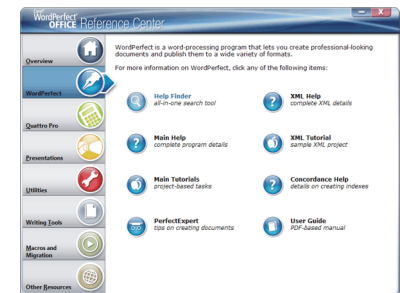 WordPerfect
OFFICE Reference Center
Overview
WordPerfect
Quattro Pro
Presentations
Utilities
Writing Tools
Macros and
Migration
Other Resources
WordPerfect is a word-processing program that lets you create professional-looking
documents and publish them to a wide variety of formats.
For more information on WordPerfect, click any of the following items:
Help Finder
all-in-one search tool
XML Help
complete XML details
Main Help
complete program details
XML Tutorial
sample XML project
Main Tutorials
project-based tasks
Concordance Help
details on creating indexes
PerfectExpert
tips on creating documents
User Guide
PDF-based manual